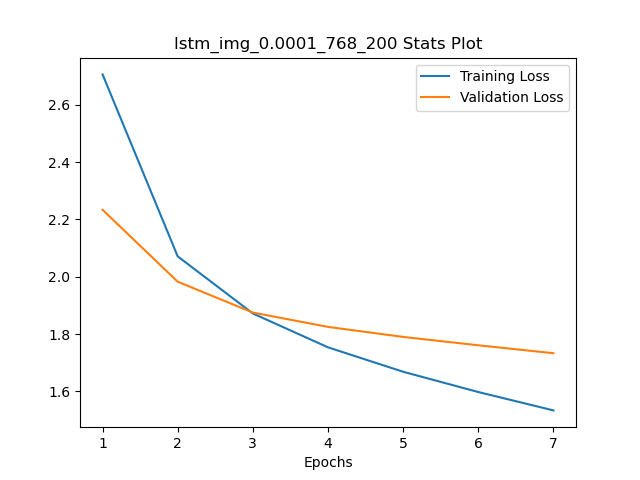 lstm_img_0.0001_768_200 Stats Plot
Training Loss
Validation Loss
2.6
2.4
2.2
2.0
1.8
1.6
1 2 3 4 5 6 7
Epochs